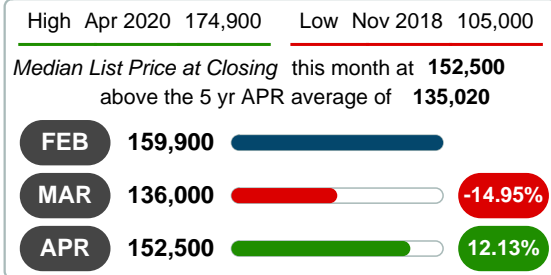 High Apr 2020 174,900 Low Nov 2018 105,000
Median List Price at Closing this month at 152,500
above the 5 yr APR average of 135,020
FEB 159,900
MAR 136,000 -14.95%
APR 152,500 12.13%